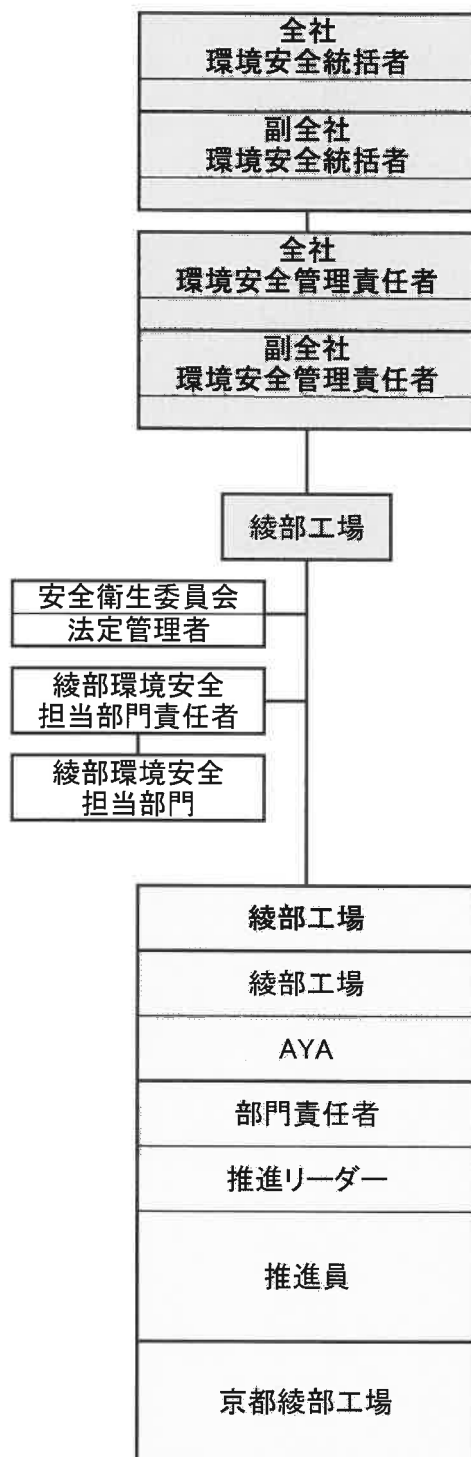 全社
環境安全統括者
副全社
環境安全統括者
全社
環境安全管理責任者
副全社
環境安全管理責任者
綾部工場
安全衛生委員会
法定管理者
綾部環境安全
担当部門責任者
綾部環境安全
担当部門
綾部工場
綾部工場
AYA
部門責任者
推進リーダー
推進員
京都綾部工場